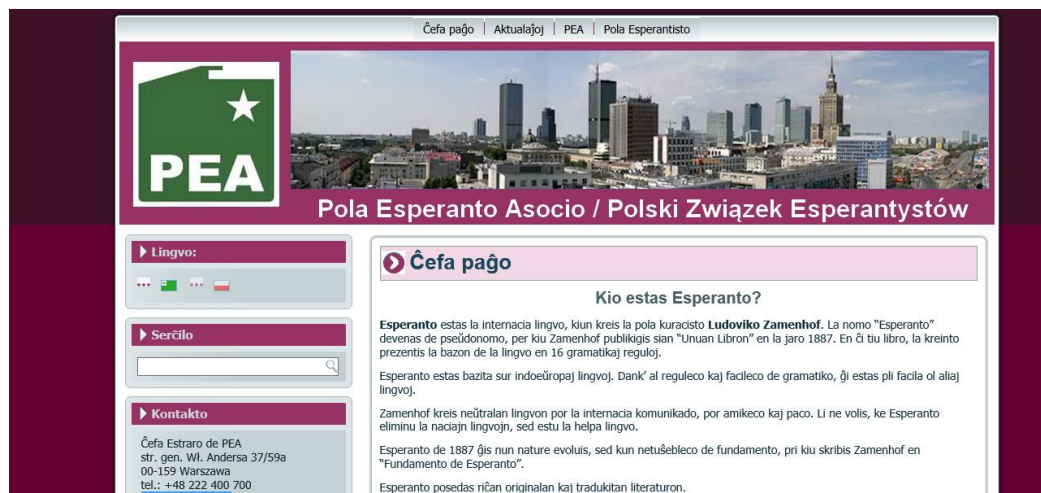 Ĉefa paĝo | Aktualaĵoj | PEA | Pola Esperantisto
PEA
Pola Esperanto Asocio / Polski Związek Esperantystów
Lingvo:
Serĉilo
Kontakto
Ĉefa Estraro de PEA
str. gen. Wł. Andersa 37/59a
00-159 Warszawa
tel.: +48 222 400 700
Ĉefa paĝo
Kio estas Esperanto?
Esperanto estas la internacia lingvo, kiun kreis la pola kuracisto Ludoviko Zamenhof. La nomo “Esperanto”
devenas de pseŭdonomo, per kiu Zamenhof publikigis sian “Unuan Libron” en la jaro 1887. En ĉi tiu libro, la kreinto
prezentis la bazon de la lingvo en 16 gramatikaj reguloj.
Esperanto estas bazita sur indoeŭropaj lingvoj. Dank’ al reguleco kaj facileco de gramatiko, ĝi estas pli facila ol aliaj
lingvoj.
Zamenhof kreis neŭtralan lingvon por la internacia komunikado, por amikeco kaj paco. Li ne volis, ke Esperanto
eliminu la naciajn lingvojn, sed estu la helpa lingvo.
Esperanto de 1887 ĝis nun nature evoluis, sed kun netuŝebleco de fundamento, pri kiu skribis Zamenhof en
“Fundamento de Esperanto”.
Esperanto posedas riĉan originalan kaj tradukitan literaturon.